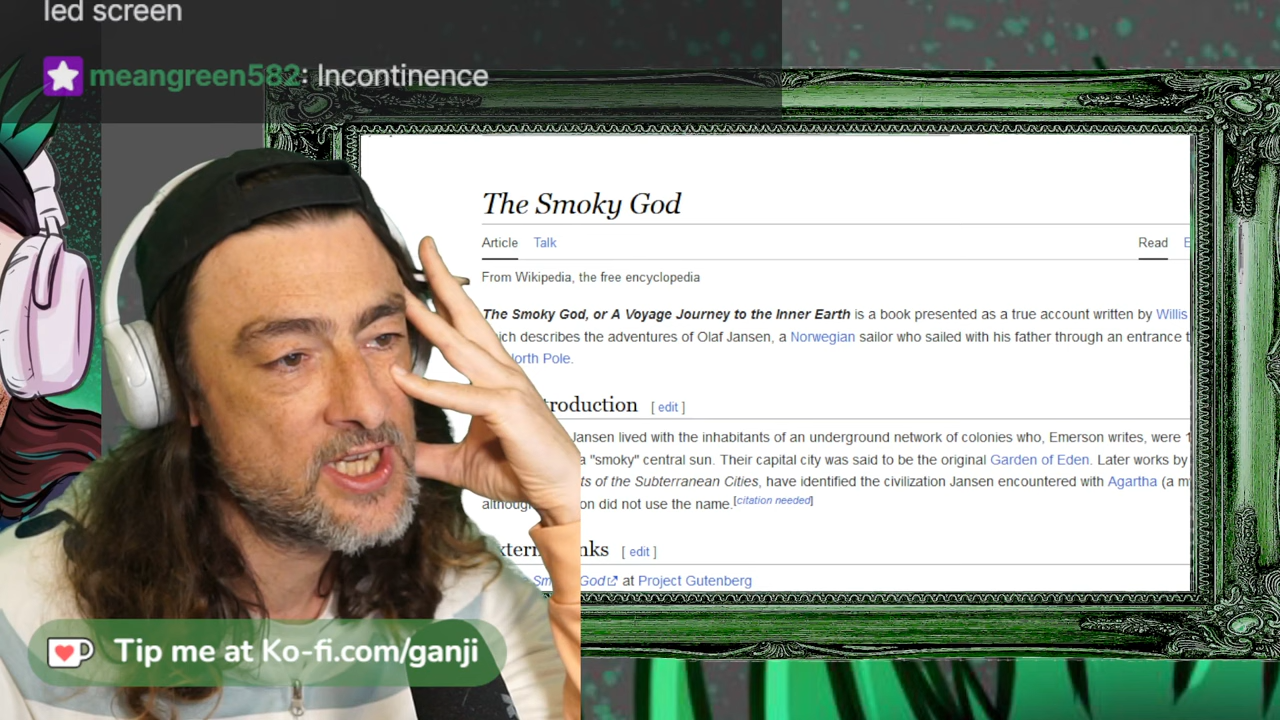 led screen
meangreen582: Incontinence
The Smoky God
Article Talk Read
From Wikipedia, the free encyclopedia
The Smoky God, or A Voyage Journey to the Inner Earth is a book presented as a true account written by Willis
describes the adventures of Olaf Jansen, a Norwegian sailor who sailed with his father through an entrance
North Pole.
troduction [ edit ]
Jansen lived with the inhabitants of an underground network of colonies who, Emerson writes, were
a "smoky" central sun. Their capital city was said to be the original Garden of Eden. Later works by
of the Subterranean Cities, have identified the civilization Jansen encountered with Agartha (a
althoug on did not use the name.[citation needed]
[ edit ]
God at Project Gutenberg
Tip me at Ko-fi.com/ganji